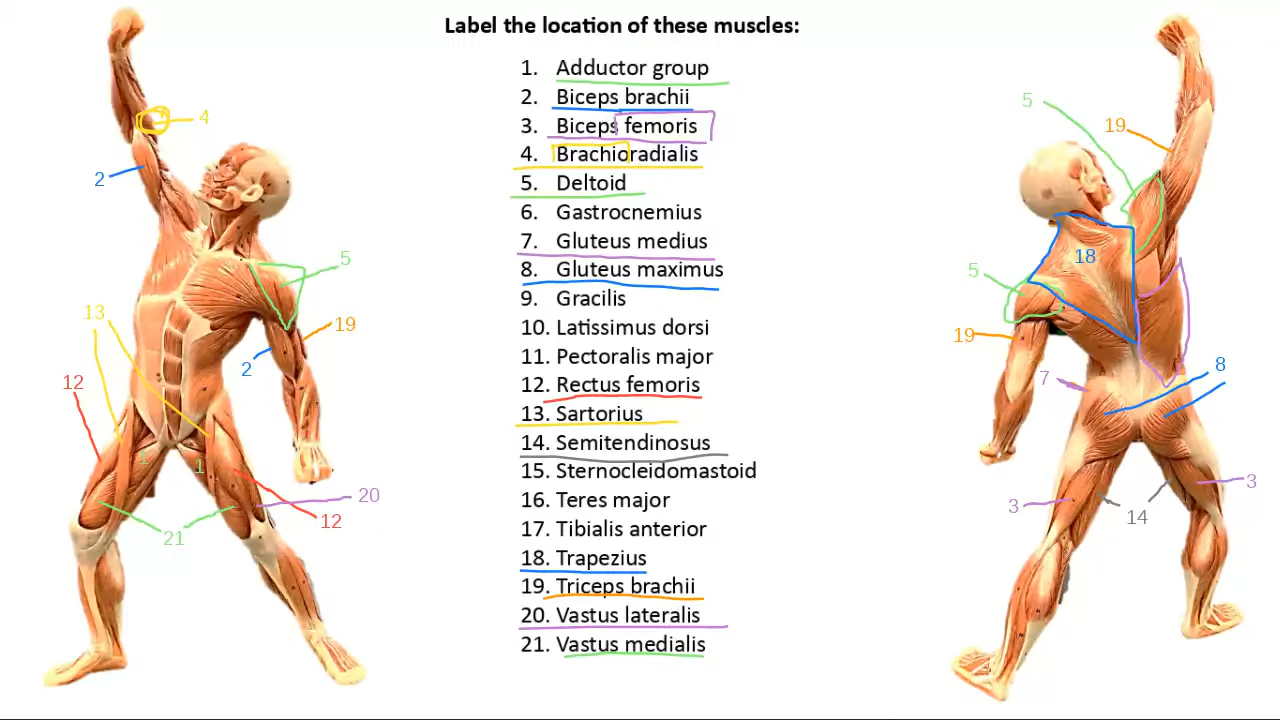 Label the location of these muscles:
1. Adductor group
2. Biceps brachii
3. Biceps femoris
4. Brachioradialis
5. Deltoid
6. Gastrocnemius
7. Gluteus medius
8. Gluteus maximus
9. Gracilis
10. Latissimus dorsi
11. Pectoralis major
12. Rectus femoris
13. Sartorius
14. Semitendinosus
15. Sternocleidomastoid
16. Teres major
17. Tibialis anterior
18. Trapezius
19. Triceps brachii
20. Vastus lateralis
21. Vastus medialis
4
2
5
13
19
2
12
1
1
20
12
21
5
19
18
5
19
8
7
3
3
14